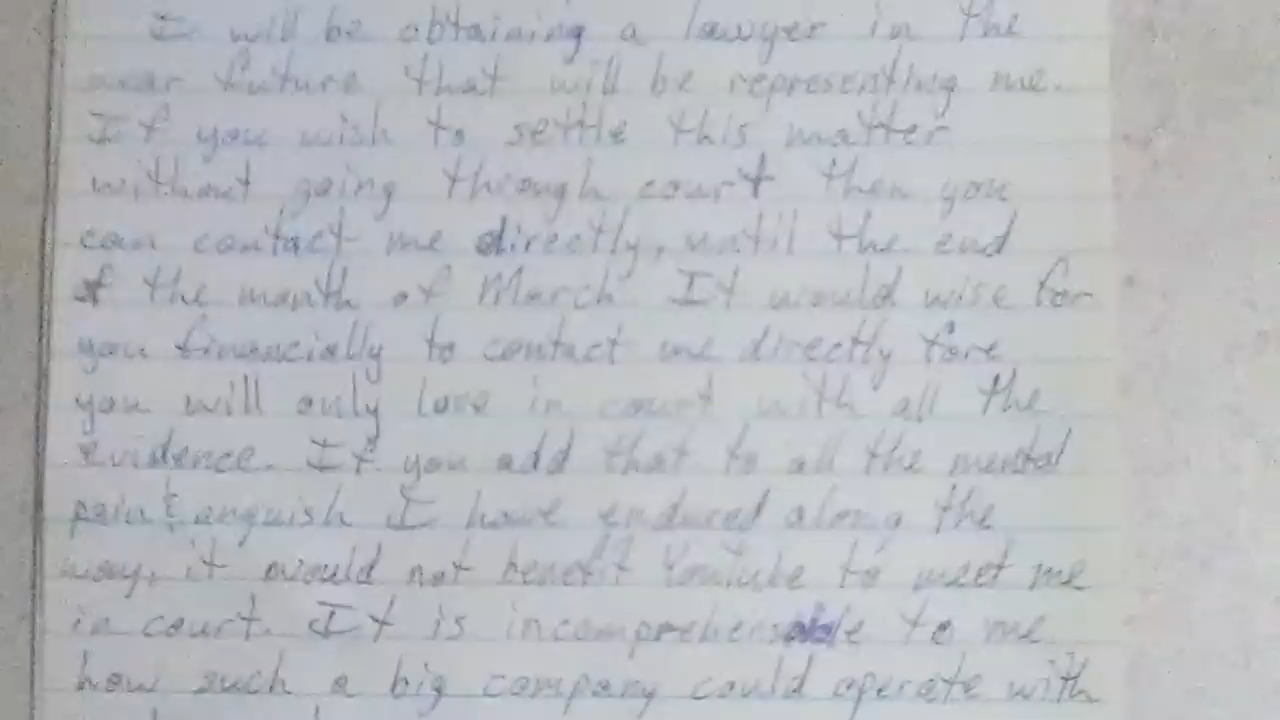 I will be obtaining a lawyer in the
near future that will be representing me.
If you wish to settle this matter
without going through court then you
can contact me directly, until the end
of the month of March It would wise for
you financially to contact me directly fore
you will only lose in court with all the
evidence. If you add that to all the mental
pain & anguish I have endured along the
way, it would not benefit YouTube to meet me
in court. It is incomprehensable to me
how such a big company could operate with